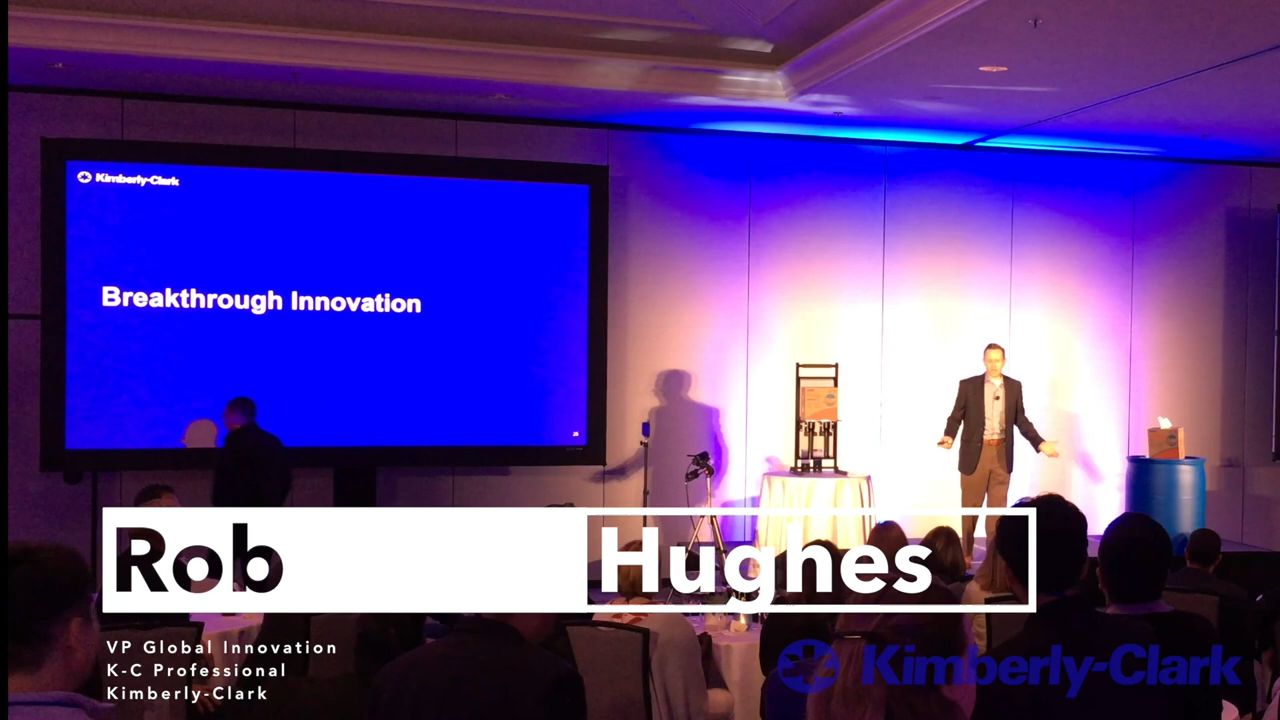 Kimberly-Clark
Breakthrough Innovation
Rob Hughes
VP Global Innovation
K-C Professional
Kimberly-Clark
Kimberly-Clark